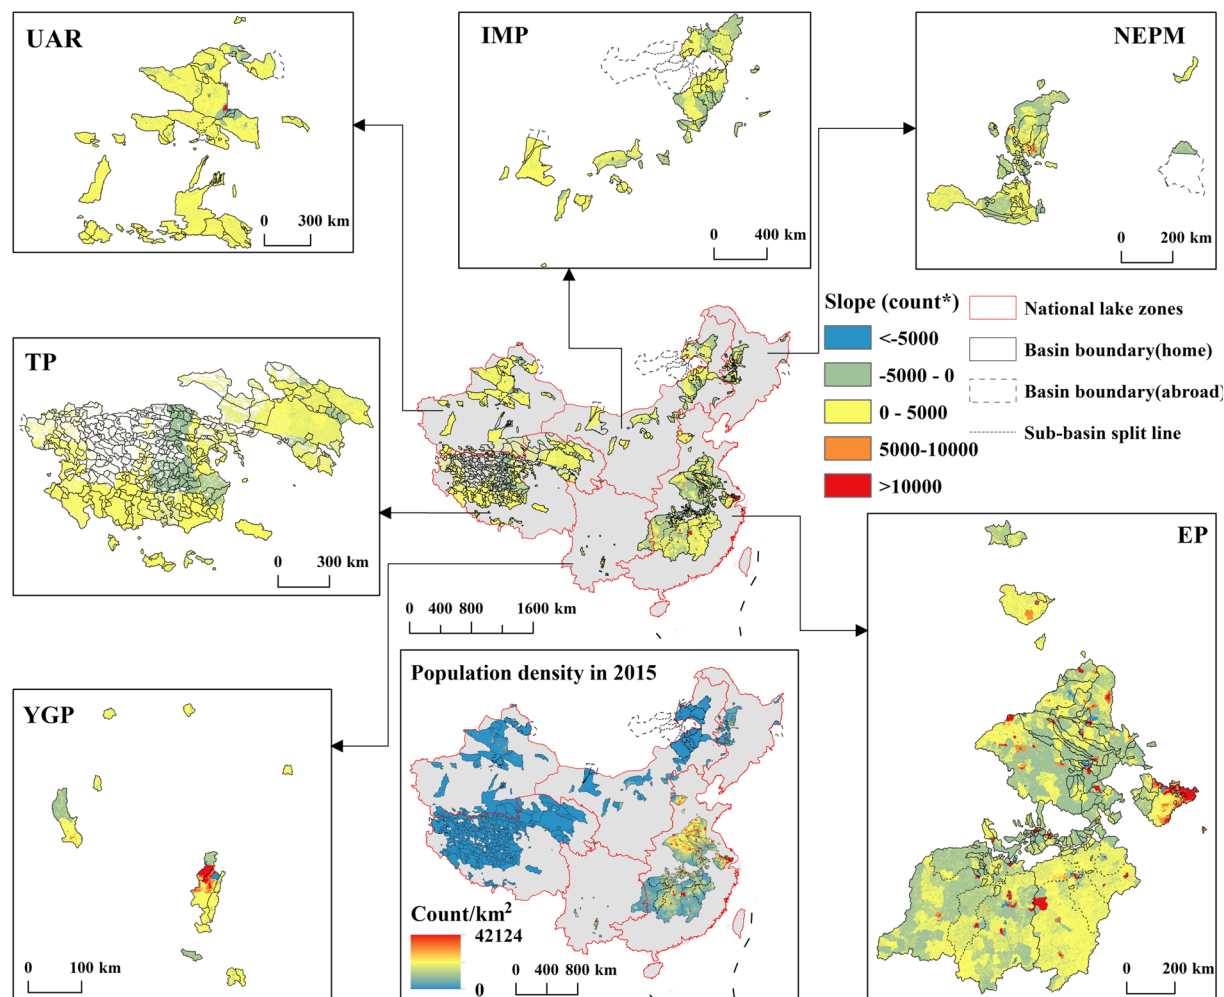 UAR
0 300 km
IMP
0 400 km
NEPM
0 200 km
Slope (count*)
<-5000
-5000 - 0
0 - 5000
5000-10000
>10000
National lake zones
Basin boundary(home)
Basin boundary(abroad)
Sub-basin split line
TP
0 300 km
0 400 800 1600 km
EP
0 200 km
YGP
0 100 km
Population density in 2015
Count/km²
42124
0
0 400 800 km